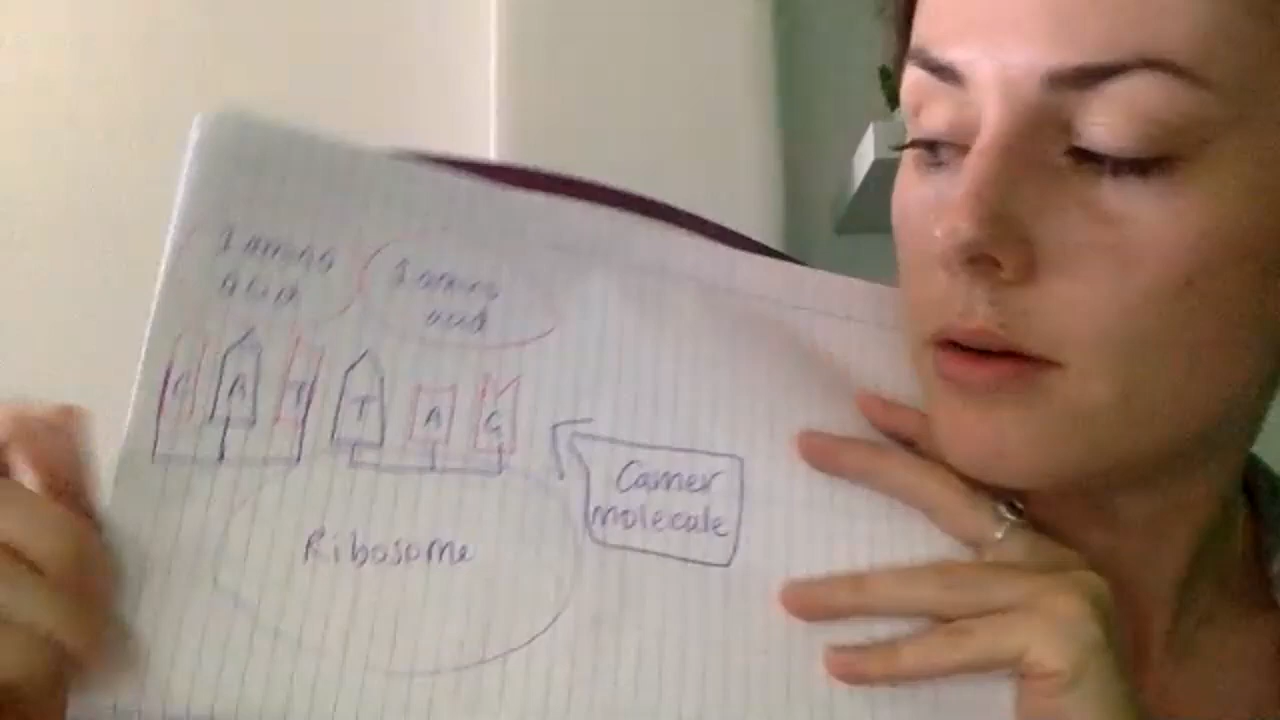 1 amino
acid
1 amino
acid
A T T A C
Carrier
molecule
Ribosome